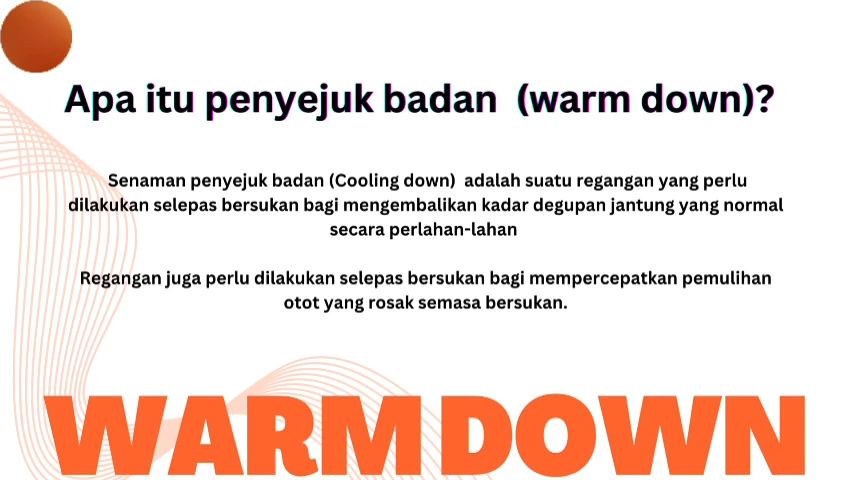 Apa itu penyejuk badan (warm down)?
Senaman penyejuk badan (Cooling down) adalah suatu regangan yang perlu
dilakukan selepas bersukan bagi mengembalikan kadar degupan jantung yang normal
secara perlahan-lahan
Regangan juga perlu dilakukan selepas bersukan bagi mempercepatkan pemulihan
otot yang rosak semasa bersukan.
WARM DOWN